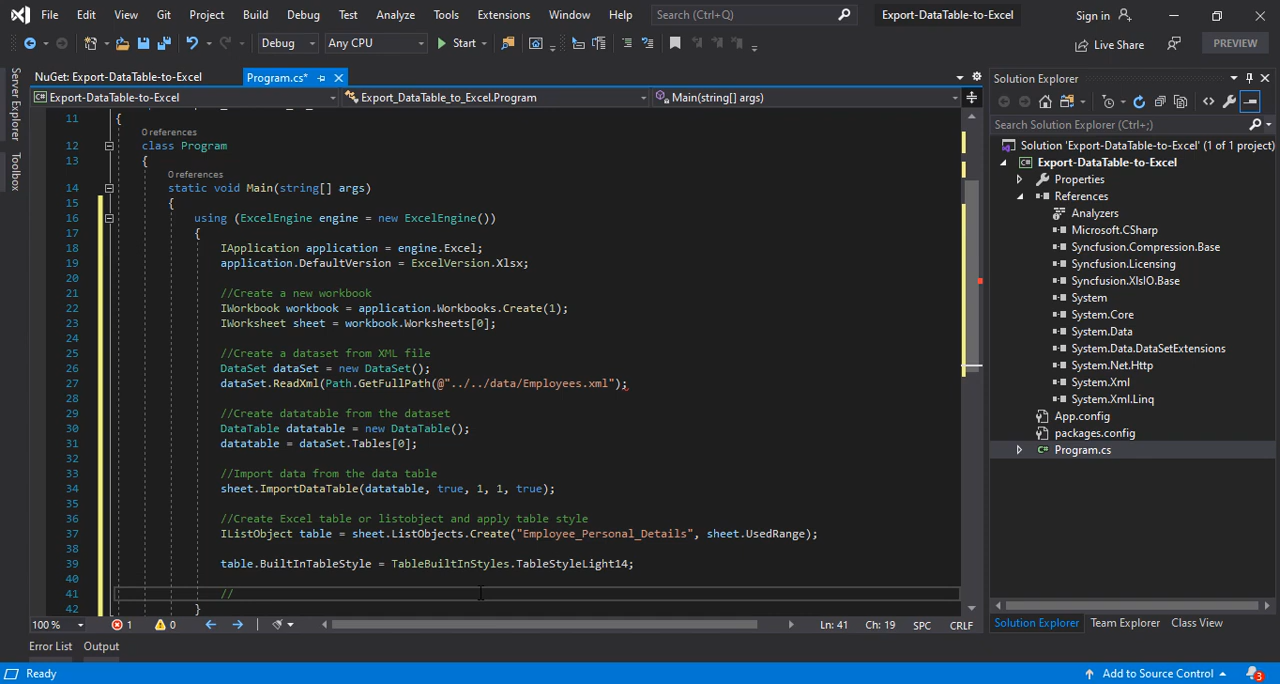 File Edit View Git Project Build Debug Test Analyze Tools Extensions Window Help Search (Ctrl+Q) Export-DataTable-to-Excel Sign in
Debug Any CPU Start Live Share PREVIEW
Server Explorer
Toolbox
NuGet: Export-DataTable-to-Excel Program.cs*
Export-DataTable-to-Excel Export_DataTable_to_Excel.Program Main(string[] args)
11 {
0 references
12 class Program
13 {
0 references
14 static void Main(string[] args)
15 {
16 using (ExcelEngine engine = new ExcelEngine())
17 {
18 IApplication application = engine.Excel;
19 application.DefaultVersion = ExcelVersion.Xlsx;
20
21 //Create a new workbook
22 IWorkbook workbook = application.Workbooks.Create(1);
23 IWorksheet sheet = workbook.Worksheets[0];
24
25 //Create a dataset from XML file
26 DataSet dataSet = new DataSet();
27 dataSet.ReadXml(Path.GetFullPath(@"../../data/Employees.xml");
28
29 //Create datatable from the dataset
30 DataTable datatable = new DataTable();
31 datatable = dataSet.Tables[0];
32
33 //Import data from the data table
34 sheet.ImportDataTable(datatable, true, 1, 1, true);
35
36 //Create Excel table or listobject and apply table style
37 IListObject table = sheet.ListObjects.Create("Employee_Personal_Details", sheet.UsedRange);
38
39 table.BuiltInTableStyle = TableBuiltInStyles.TableStyleLight14;
40
41 //
42 }
100 % 1 0 Ln: 41 Ch: 19 SPC CRLF
Error List Output
Ready
Solution Explorer
Search Solution Explorer (Ctrl+;)
Solution 'Export-DataTable-to-Excel' (1 of 1 project)
Export-DataTable-to-Excel
Properties
References
Analyzers
Microsoft.CSharp
Syncfusion.Compression.Base
Syncfusion.Licensing
Syncfusion.XlsIO.Base
System
System.Core
System.Data
System.Data.DataSetExtensions
System.Net.Http
System.Xml
System.Xml.Linq
App.config
packages.config
C# Program.cs
Solution Explorer Team Explorer Class View
Add to Source Control 3